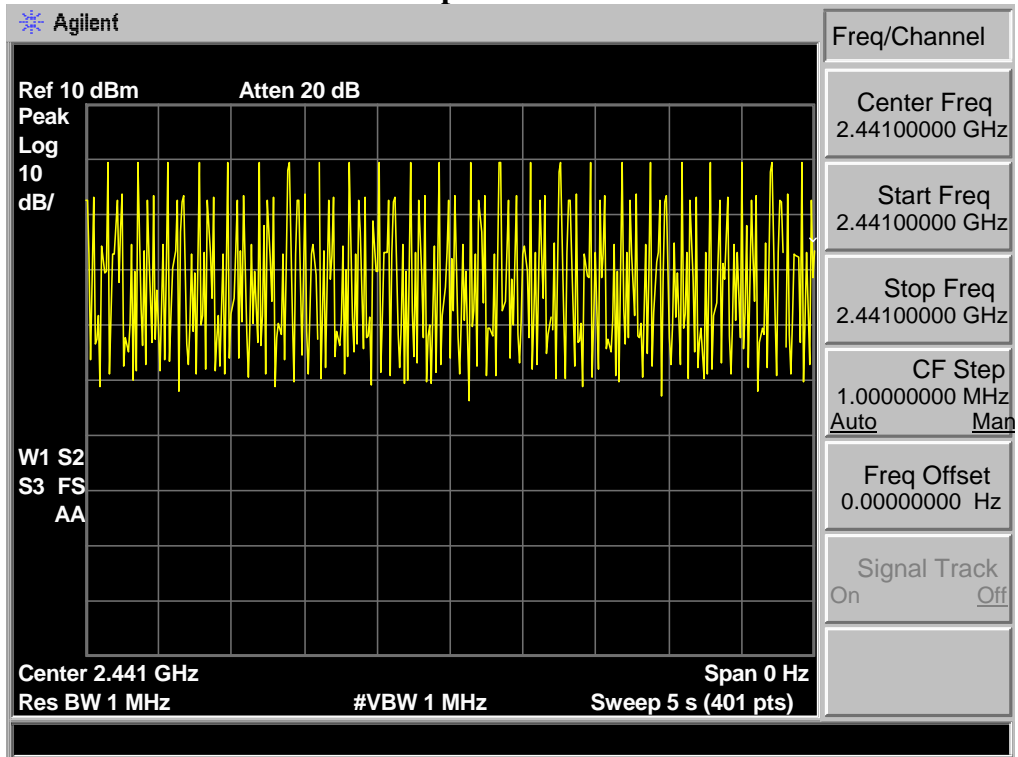 Agilent
Freq/Channel
Ref 10 dBm Atten 20 dB
Peak
Log
10
dB/
W1 S2
S3 FS
AA
Center 2.441 GHz Span 0 Hz
Res BW 1 MHz #VBW 1 MHz Sweep 5 s (401 pts)
Center Freq
2.44100000 GHz
Start Freq
2.44100000 GHz
Stop Freq
2.44100000 GHz
CF Step
1.00000000 MHz
Auto Man
Freq Offset
0.00000000 Hz
Signal Track
On Off